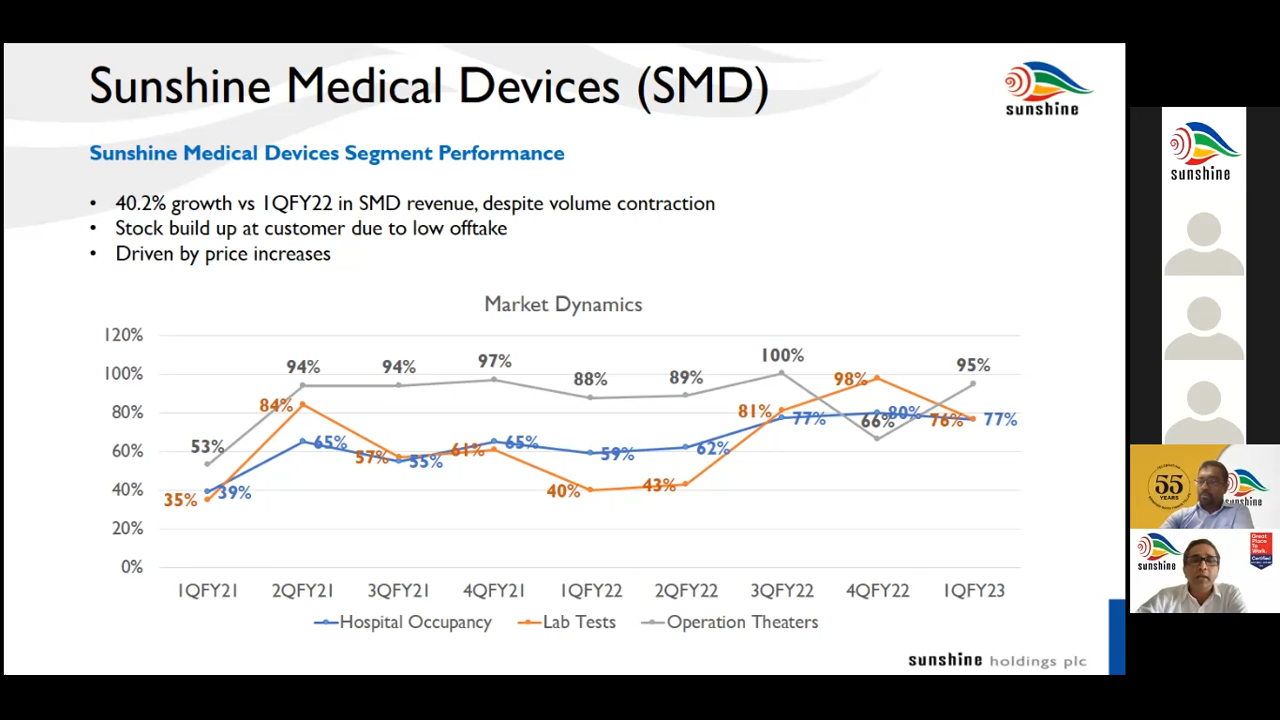 Sunshine Medical Devices (SMD)
sunshine
Sunshine Medical Devices Segment Performance
• 40.2% growth vs 1QFY22 in SMD revenue, despite volume contraction
• Stock build up at customer due to low offtake
• Driven by price increases
Market Dynamics
120%
100%
80%
60%
40%
20%
0%
53% 94% 94% 97% 88% 89% 100% 66% 95%
35% 84% 57% 61% 40% 43% 81% 98% 76%
39% 65% 55% 65% 59% 62% 77% 80% 77%
1QFY21 2QFY21 3QFY21 4QFY21 1QFY22 2QFY22 3QFY22 4QFY22 1QFY23
Hospital Occupancy Lab Tests Operation Theaters
sunshine holdings plc
sunshine
55
YEARS
sunshine
sunshine
Great
Place
To
Work
Certified